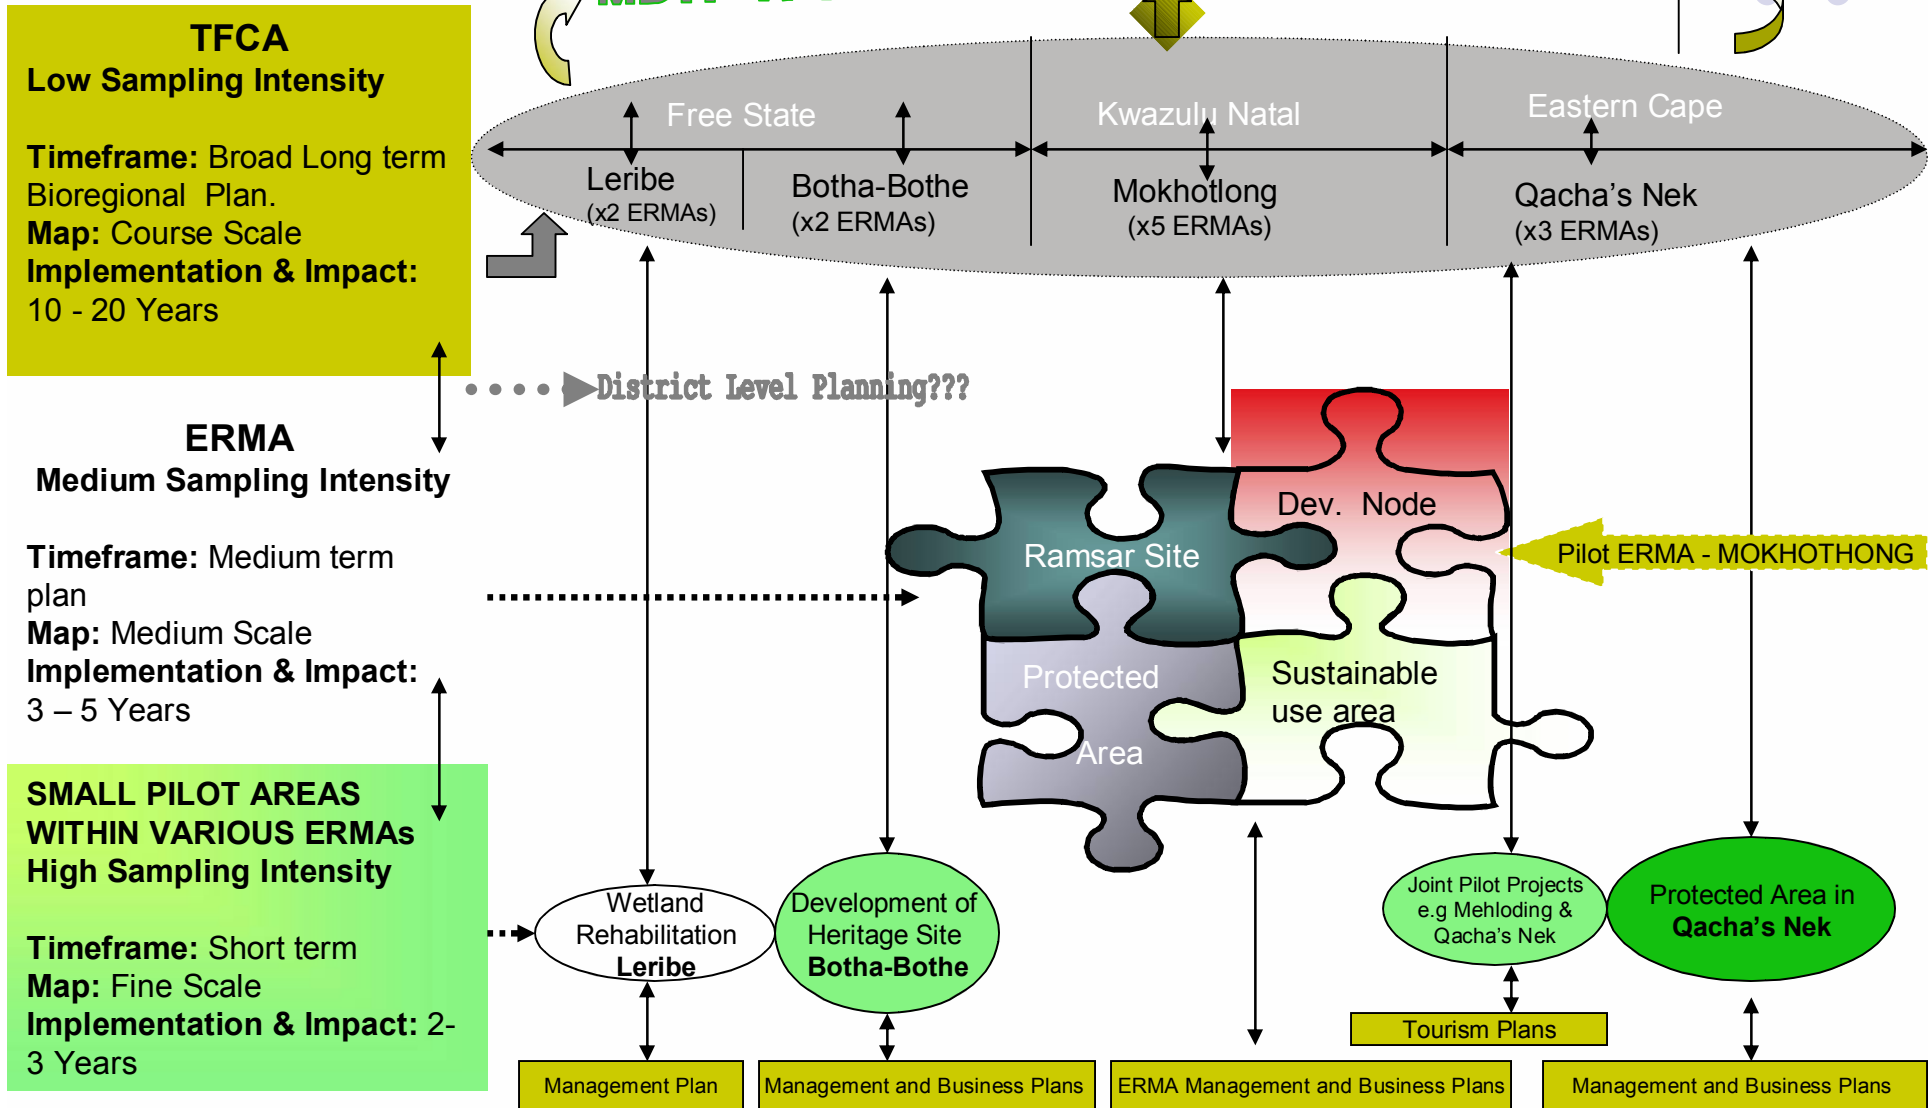 TFCA
Low Sampling Intensity
Timeframe: Broad Long term
Bioregional Plan.
Map: Course Scale
Implementation & Impact:
10 - 20 Years
Free State
Kwazulu Natal
Eastern Cape
Leribe
(x2 ERMAs)
Botha-Bothe
(x2 ERMAs)
Mokhotlong
(x5 ERMAs)
Qacha’s Nek
(x3 ERMAs)
District Level Planning???
ERMA
Medium Sampling Intensity
Timeframe: Medium term
plan
Map: Medium Scale
Implementation & Impact:
3 – 5 Years
Dev. Node
Ramsar Site
Pilot ERMA - MOKHOTHONG
Protected
Area
Sustainable
use area
SMALL PILOT AREAS
WITHIN VARIOUS ERMAs
High Sampling Intensity
Timeframe: Short term
Map: Fine Scale
Implementation & Impact: 2-
3 Years
Wetland
Rehabilitation
Leribe
Development of
Heritage Site
Botha-Bothe
Joint Pilot Projects
e.g Mehloding &
Qacha’s Nek
Protected Area in
Qacha’s Nek
Tourism Plans
Management Plan
Management and Business Plans
ERMA Management and Business Plans
Management and Business Plans